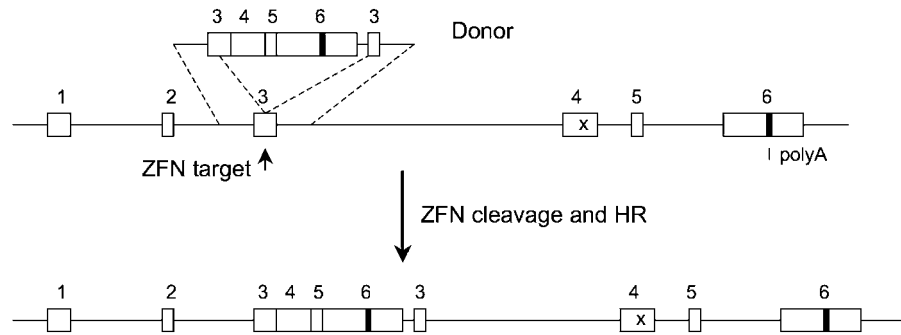 3 4 5 6 3
Donor
1 2 3 4 5 6
x
polyA
ZFN target
ZFN cleavage and HR
1 2 3 4 5 6 3 4 5 6
x